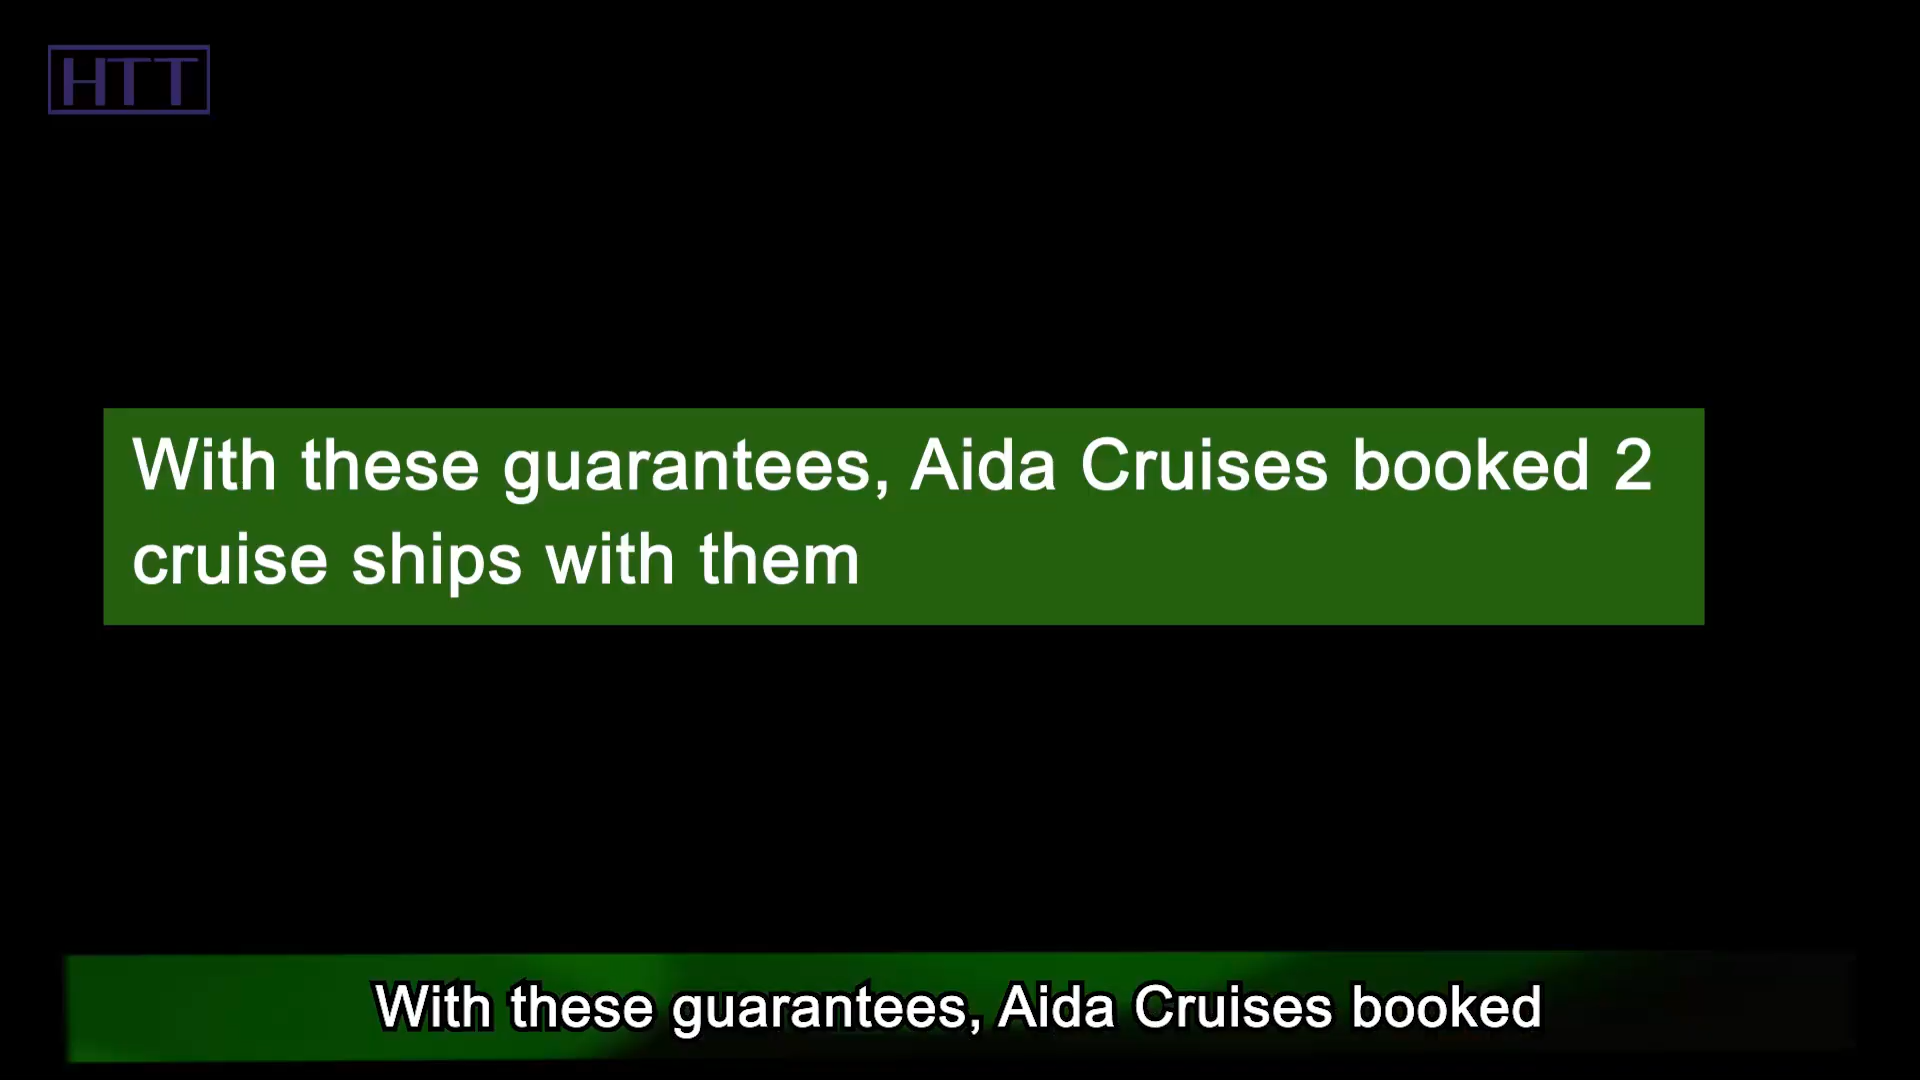 HTT
With these guarantees, Aida Cruises booked 2
cruise ships with them
With these guarantees, Aida Cruises booked